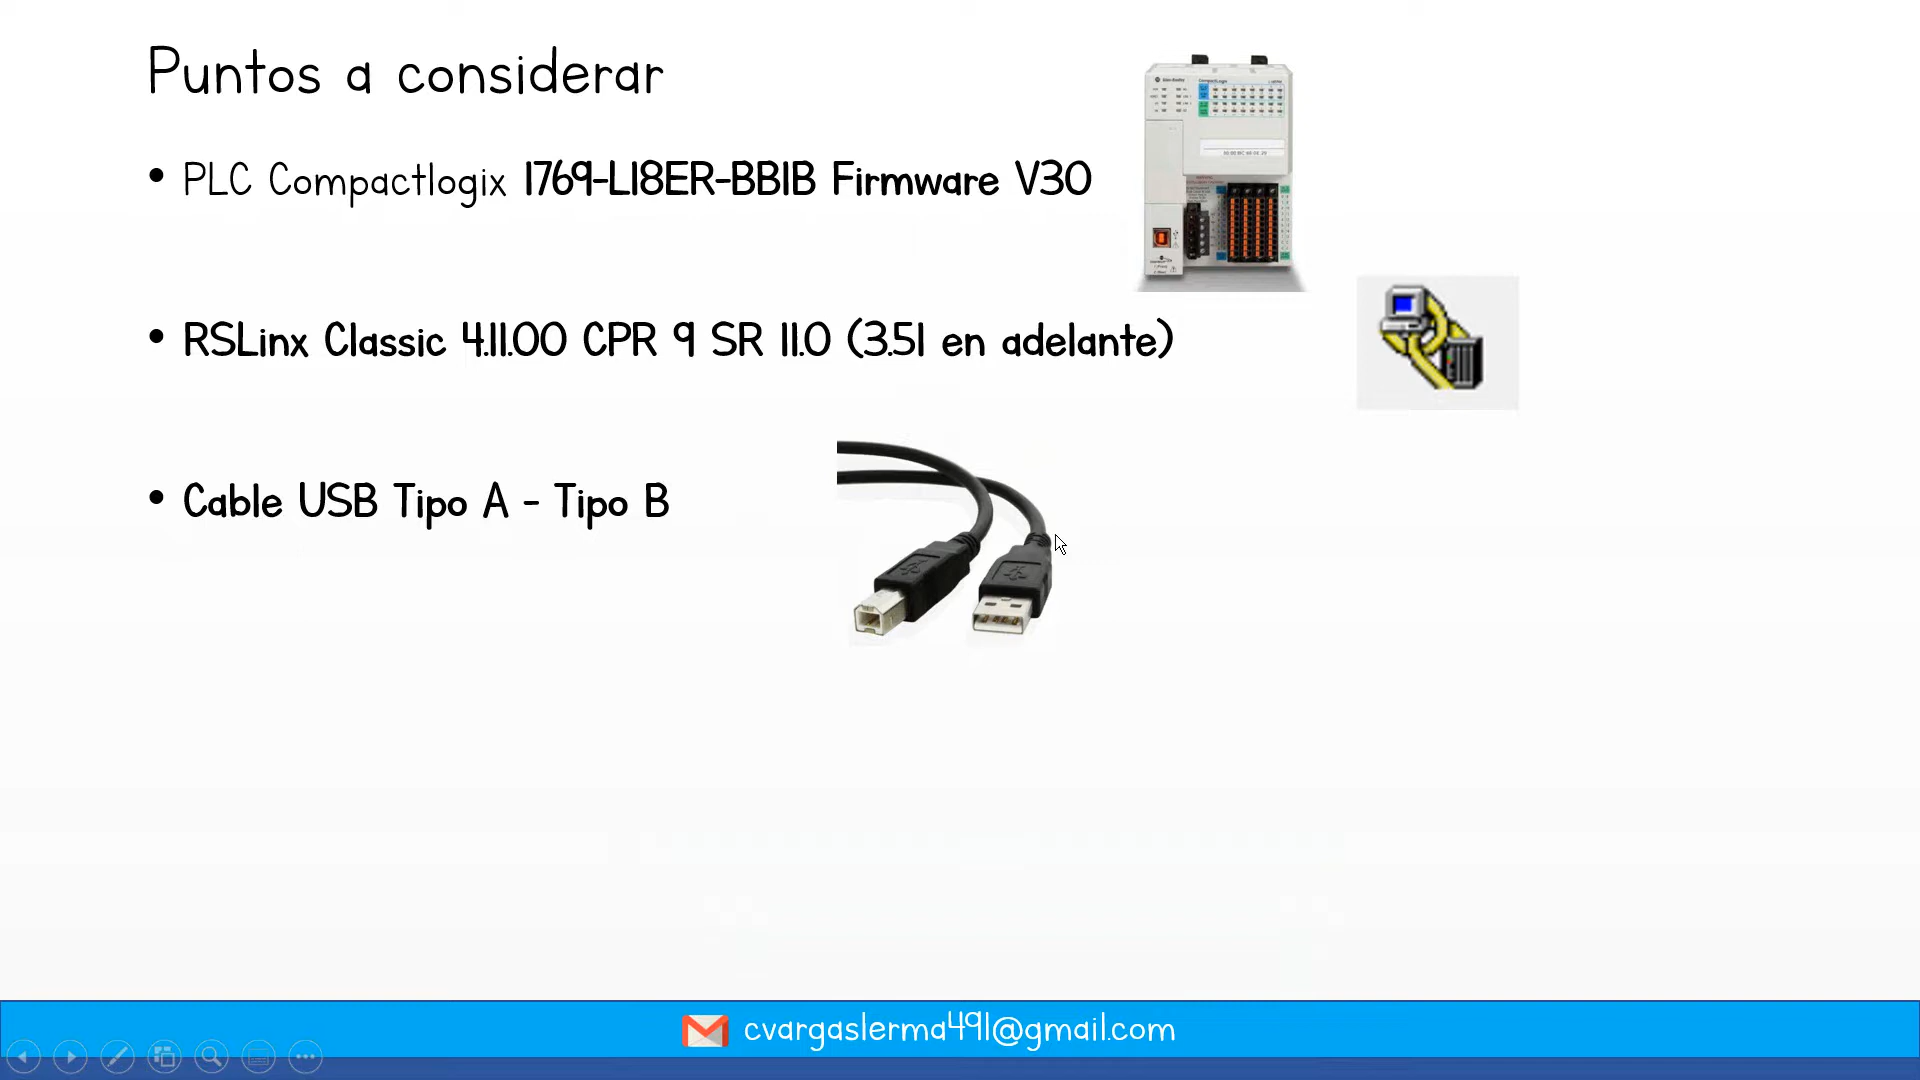 Puntos a considerar
• PLC Compactlogix 1769-L18ER-BB1B Firmware V30
• RSLinx Classic 4.11.00 CPR 9 SR 11.0 (3.51 en adelante)
• Cable USB Tipo A - Tipo B
cvargaslerma491@gmail.com